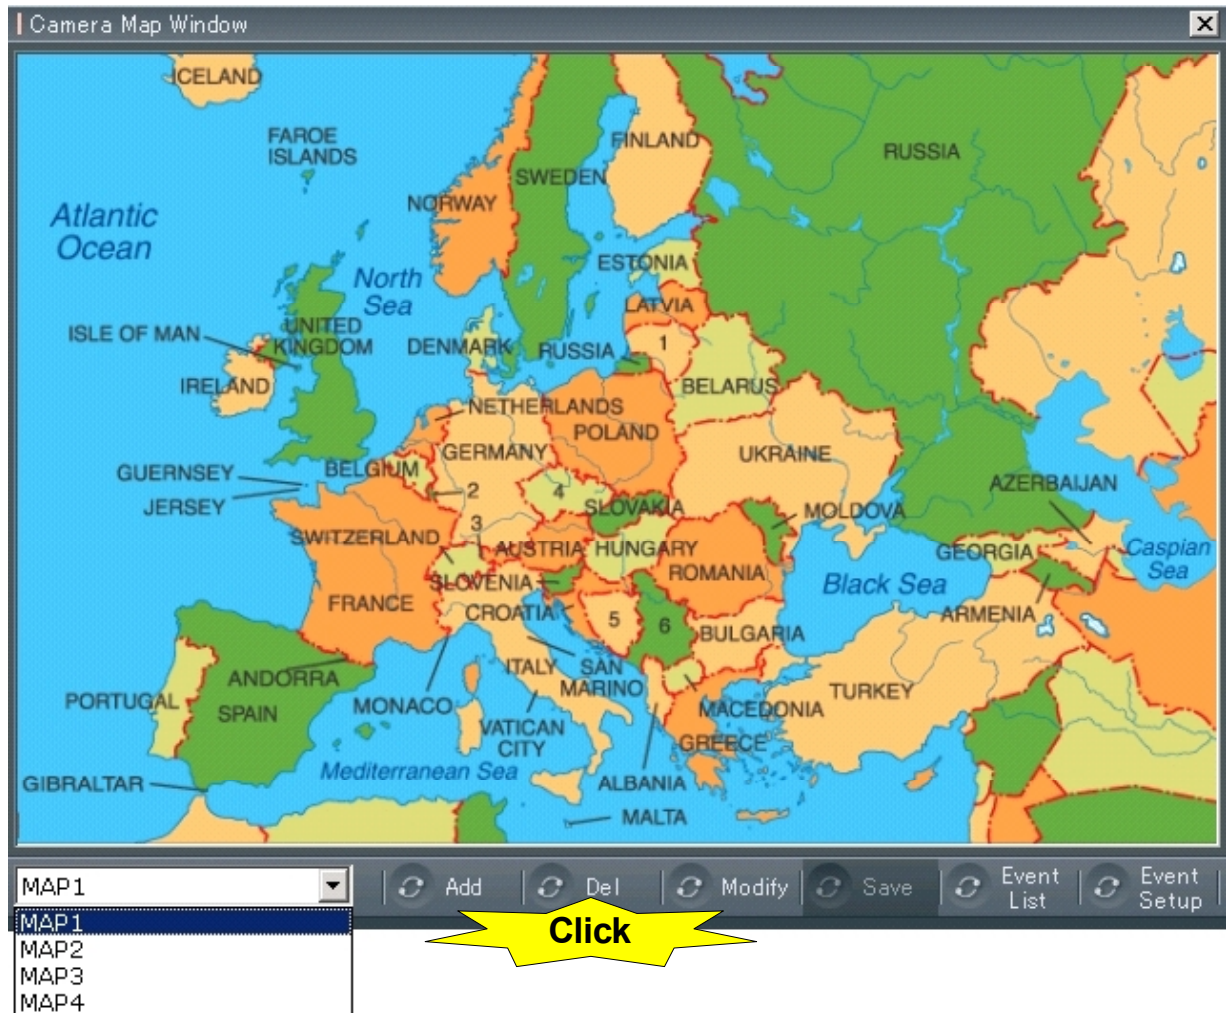 Camera Map Window
ICELAND
FAROE
ISLANDS
FINLAND
RUSSIA
SWEDEN
NORWAY
Atlantic
Ocean
North
Sea
ESTONIA
LATVIA
ISLE OF MAN
UNITED
KINGDOM
DENMARK
RUSSIA
1
IRELAND
BELARUS
NETHERLANDS
POLAND
GERMANY
UKRAINE
BELGIUM
GUERNSEY
2
4
AZERBAIJAN
JERSEY
SLOVAKIA
MOLDOVA
3
SWITZERLAND
AUSTRIA
HUNGARY
GEORGIA
Caspian
Sea
ROMANIA
SLOVENIA
Black Sea
FRANCE
CROATIA
5
6
ARMENIA
BULGARIA
ITALY
SAN
MARINO
ANDORRA
PORTUGAL
SPAIN
MONACO
TURKEY
MACEDONIA
VATICAN
CITY
GREECE
Mediterranean Sea
GIBRALTAR
ALBANIA
MALTA
MAP1
Add
Del
Modify
Save
Event
List
Event
Setup
MAP1
MAP2
MAP3
MAP4
Click